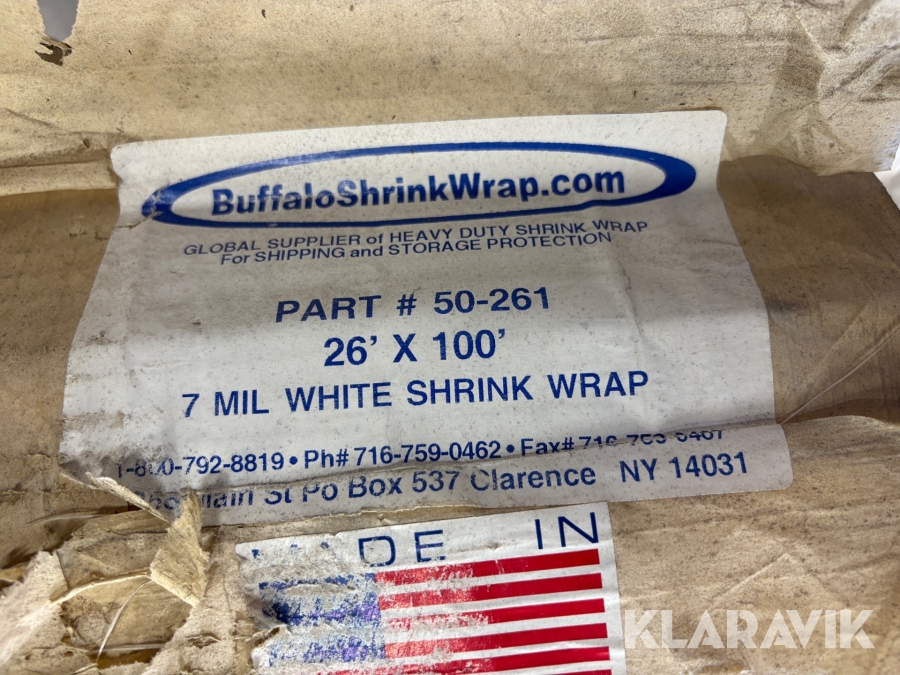 BuffaloShrinkWrap.com
GLOBAL SUPPLIER of HEAVY DUTY SHRINK WRAP
For SHIPPING and STORAGE PROTECTION
PART # 50-261
26' X 100'
7 MIL WHITE SHRINK WRAP
1-800-792-8819 • Ph# 716-759-0462 • Fax#
Main St Po Box 537 Clarence NY 14031
MADE IN
KLARAVIK